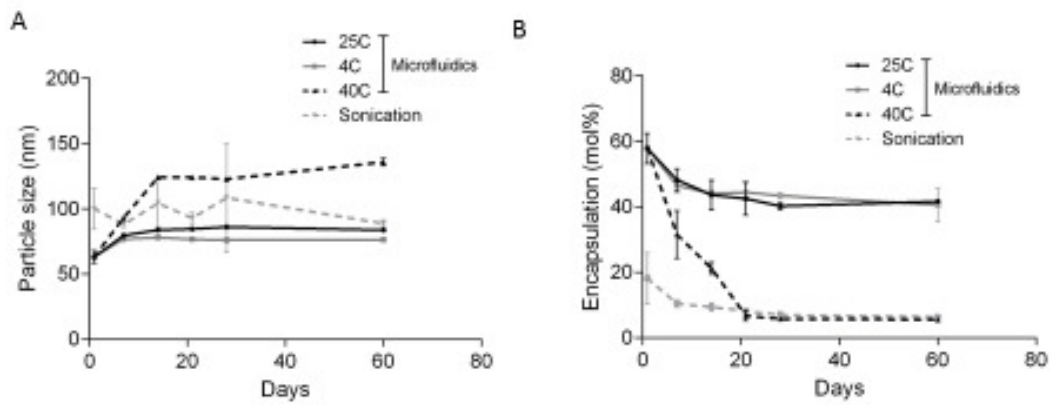 A
25C
4C
40C
Microfluidics
Sonication
Particle size (nm)
200
150
100
50
0
0 20 40 60 80
Days
B
25C
4C
40C
Microfluidics
Sonication
Encapsulation (mol%)
80
60
40
20
0
0 20 40 60 80
Days